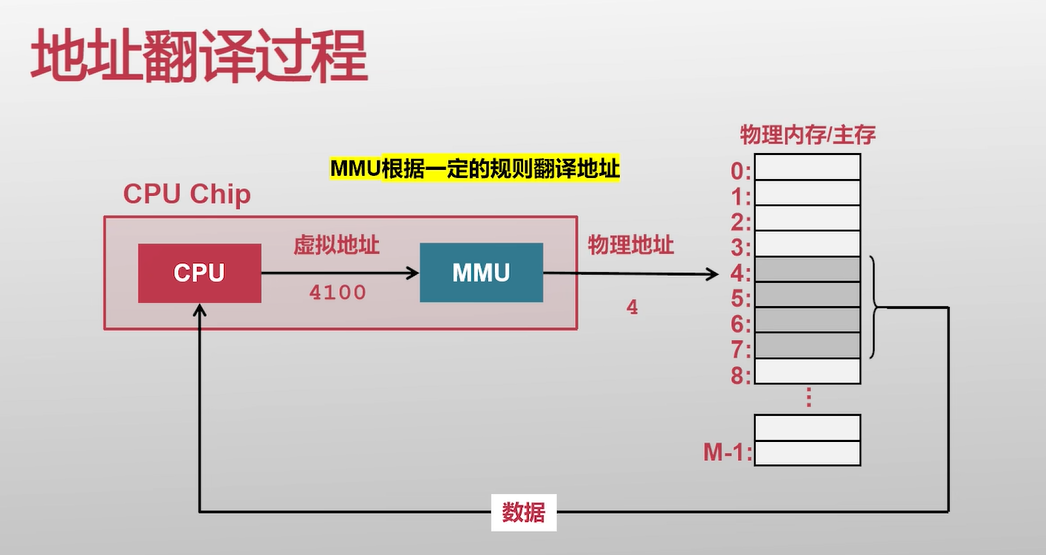 地址翻译过程
物理内存/主存
MMU根据一定的规则翻译地址
CPU Chip
虚拟地址
物理地址
CPU
MMU
4100
4
0:
1:
2:
3:
4:
5:
6:
7:
8:
⋮
M-1:
数据